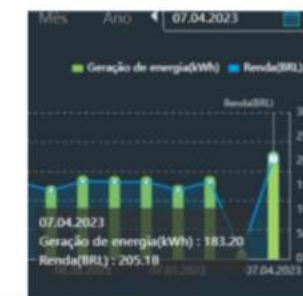 Mês Ano 07.04.2023
Geração de energia(kWh) Renda(BRL)
Renda(BRL)
07.04.2023
Geração de energia(kWh) : 183.20
Renda(BRL) : 205.18
07.04.2023